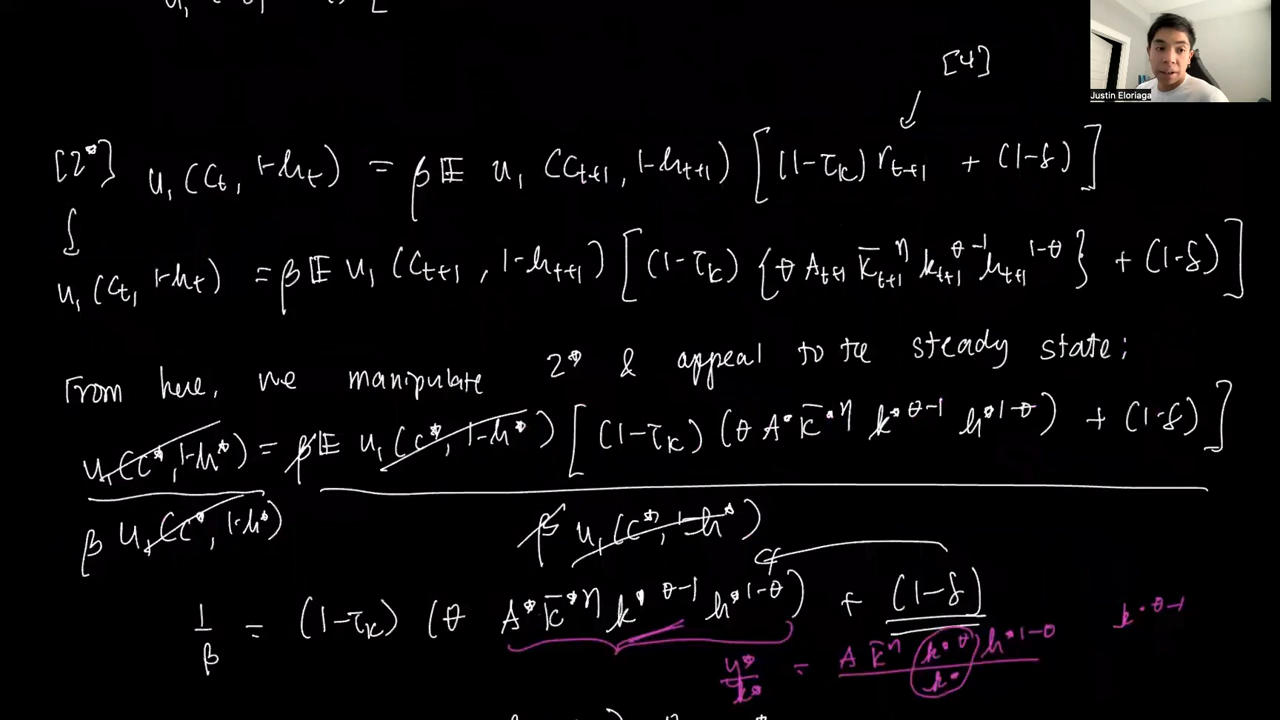 [4]
Justin Eloriaga
[2*] u₁(Cₜ, 1-hₜ) = β𝔼 u₁(Cₜ₊₁, 1-hₜ₊₁) [(1-τₖ) rₜ₊₁ + (1-δ)]
u₁(Cₜ, 1-hₜ) = β𝔼 u₁(Cₜ₊₁, 1-hₜ₊₁) [(1-τₖ) {θ Aₜ₊₁ K̄ₜ₊₁^η kₜ₊₁^θ-1 hₜ₊₁^1-θ} + (1-δ)]
From here, we manipulate 2* & appeal to the steady state:
u₁(C*, 1-h*) = β𝔼 u₁(C*, 1-h*) [(1-τₖ) (θ A* K̄*^η k*^θ-1 h*^1-θ) + (1-δ)]
β u₁(C*, 1-h*) β u₁(C*, 1-h*)
1/β = (1-τₖ) (θ A* K̄*^η k*^θ-1 h*^1-θ) + (1-δ)
y*/k* = A K̄^η k*^θ h*^1-θ / k* k*^θ-1